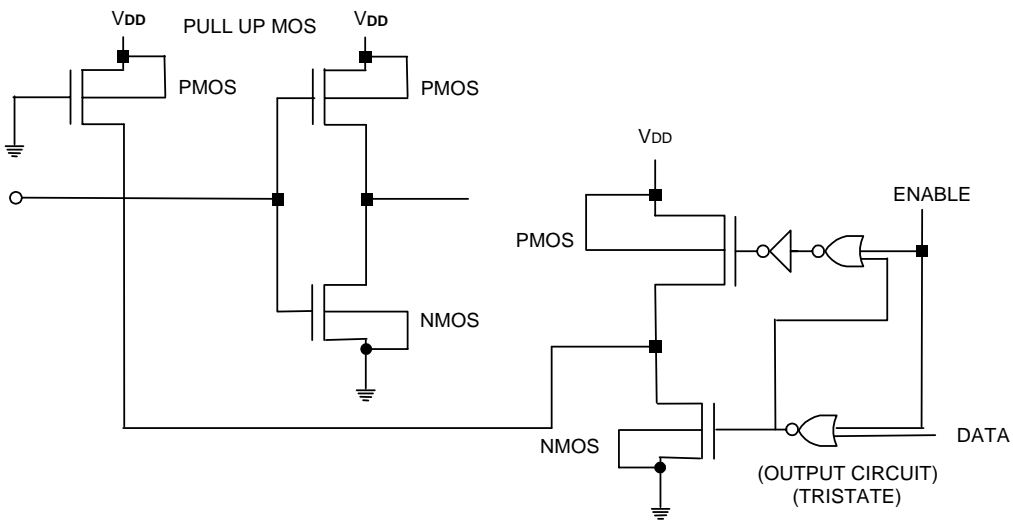 VDD
PULL UP MOS
VDD
PMOS
PMOS
VDD
ENABLE
PMOS
NMOS
NMOS
DATA
(OUTPUT CIRCUIT)
(TRISTATE)